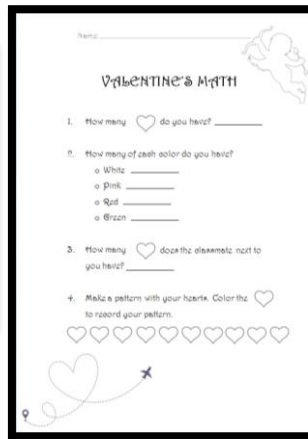 Name:
VALENTINE'S MATH
1. How many do you have?
2. How many of each color do you have?
o White
o Pink
o Red
o Green
3. How many does the classmate next to
you have?
4. Make a pattern with your hearts. Color the
to record your pattern.